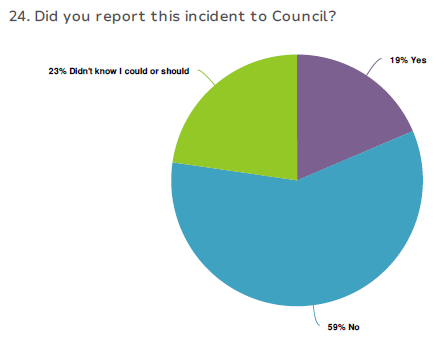 24. Did you report this incident to Council?
19% Yes
23% Didn't know I could or should
59% No